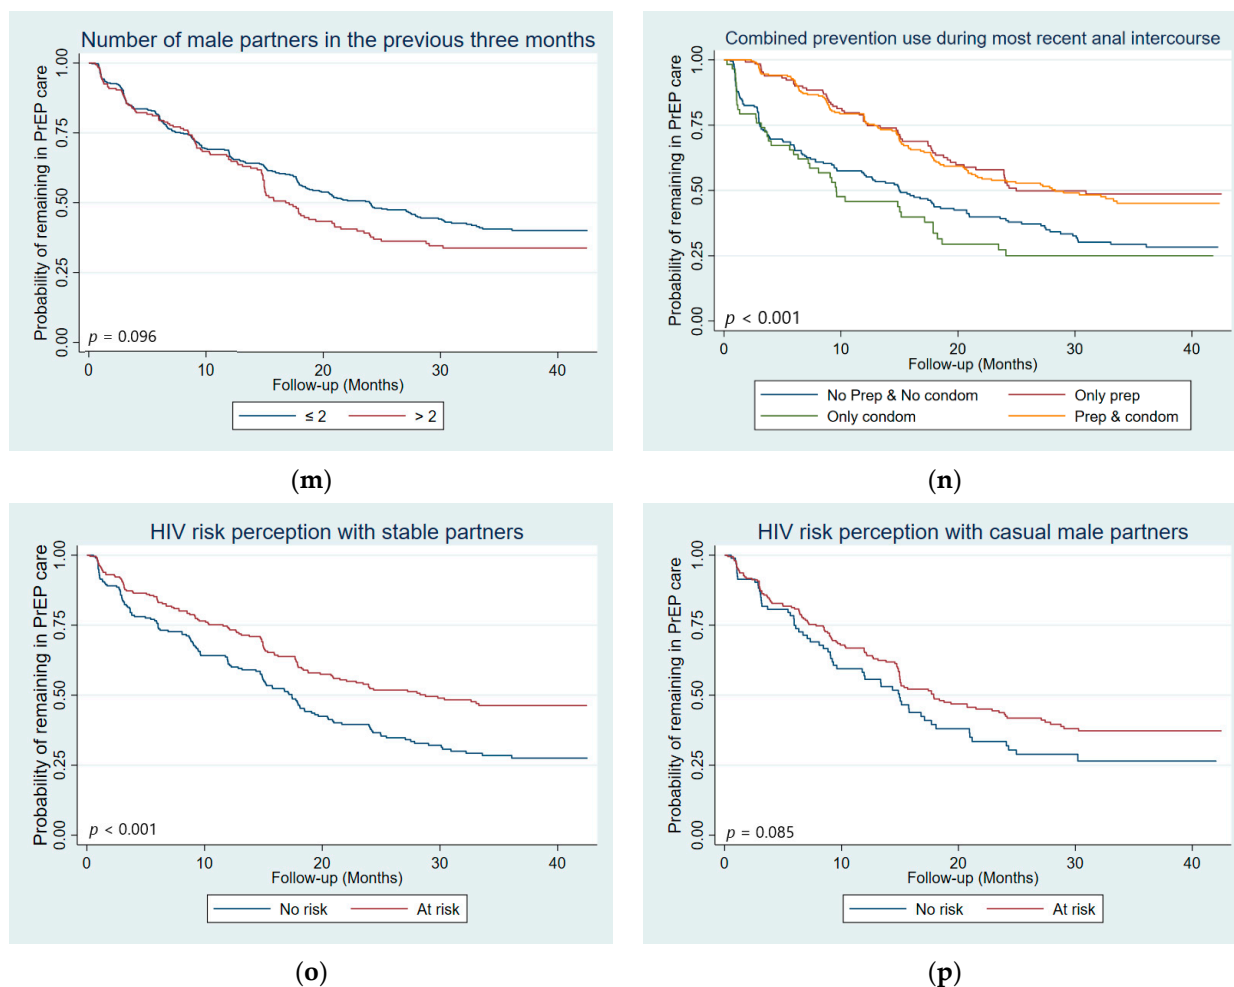 Number of male partners in the previous three months
Probability of remaining in PrEP care
1.00
0.75
0.50
0.25
0.00
p = 0.096
0 10 20 30 40
Follow-up (Months)
≤ 2 > 2
(m)
Combined prevention use during most recent anal intercourse
Probability of remaining in PrEP care
1.00
0.75
0.50
0.25
0.00
p < 0.001
0 10 20 30 40
Follow-up (Months)
No Prep & No condom Only prep
Only condom Prep & condom
(n)
HIV risk perception with stable partners
Probability of remaining in PrEP care
1.00
0.75
0.50
0.25
0.00
p < 0.001
0 10 20 30 40
Follow-up (Months)
No risk At risk
(o)
HIV risk perception with casual male partners
Probability of remaining in PrEP care
1.00
0.75
0.50
0.25
0.00
p = 0.085
0 10 20 30 40
Follow-up (Months)
No risk At risk
(p)